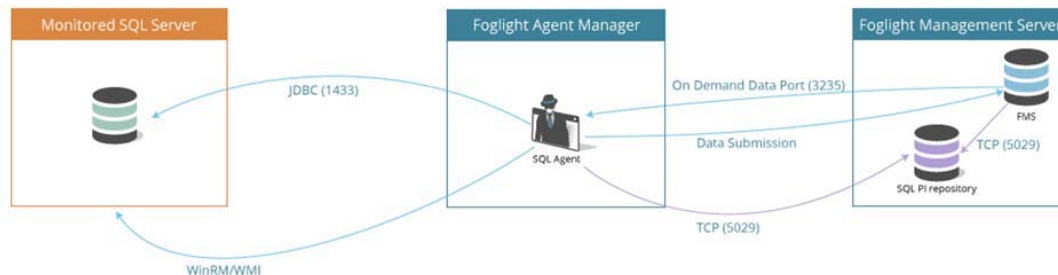 Monitored SQL Server
Foglight Agent Manager
Foglight Management Server
JDBC (1433)
On Demand Data Port (3235)
FMS
Data Submission
TCP (5029)
SQL Agent
SQL PI repository
TCP (5029)
WinRM/WMI